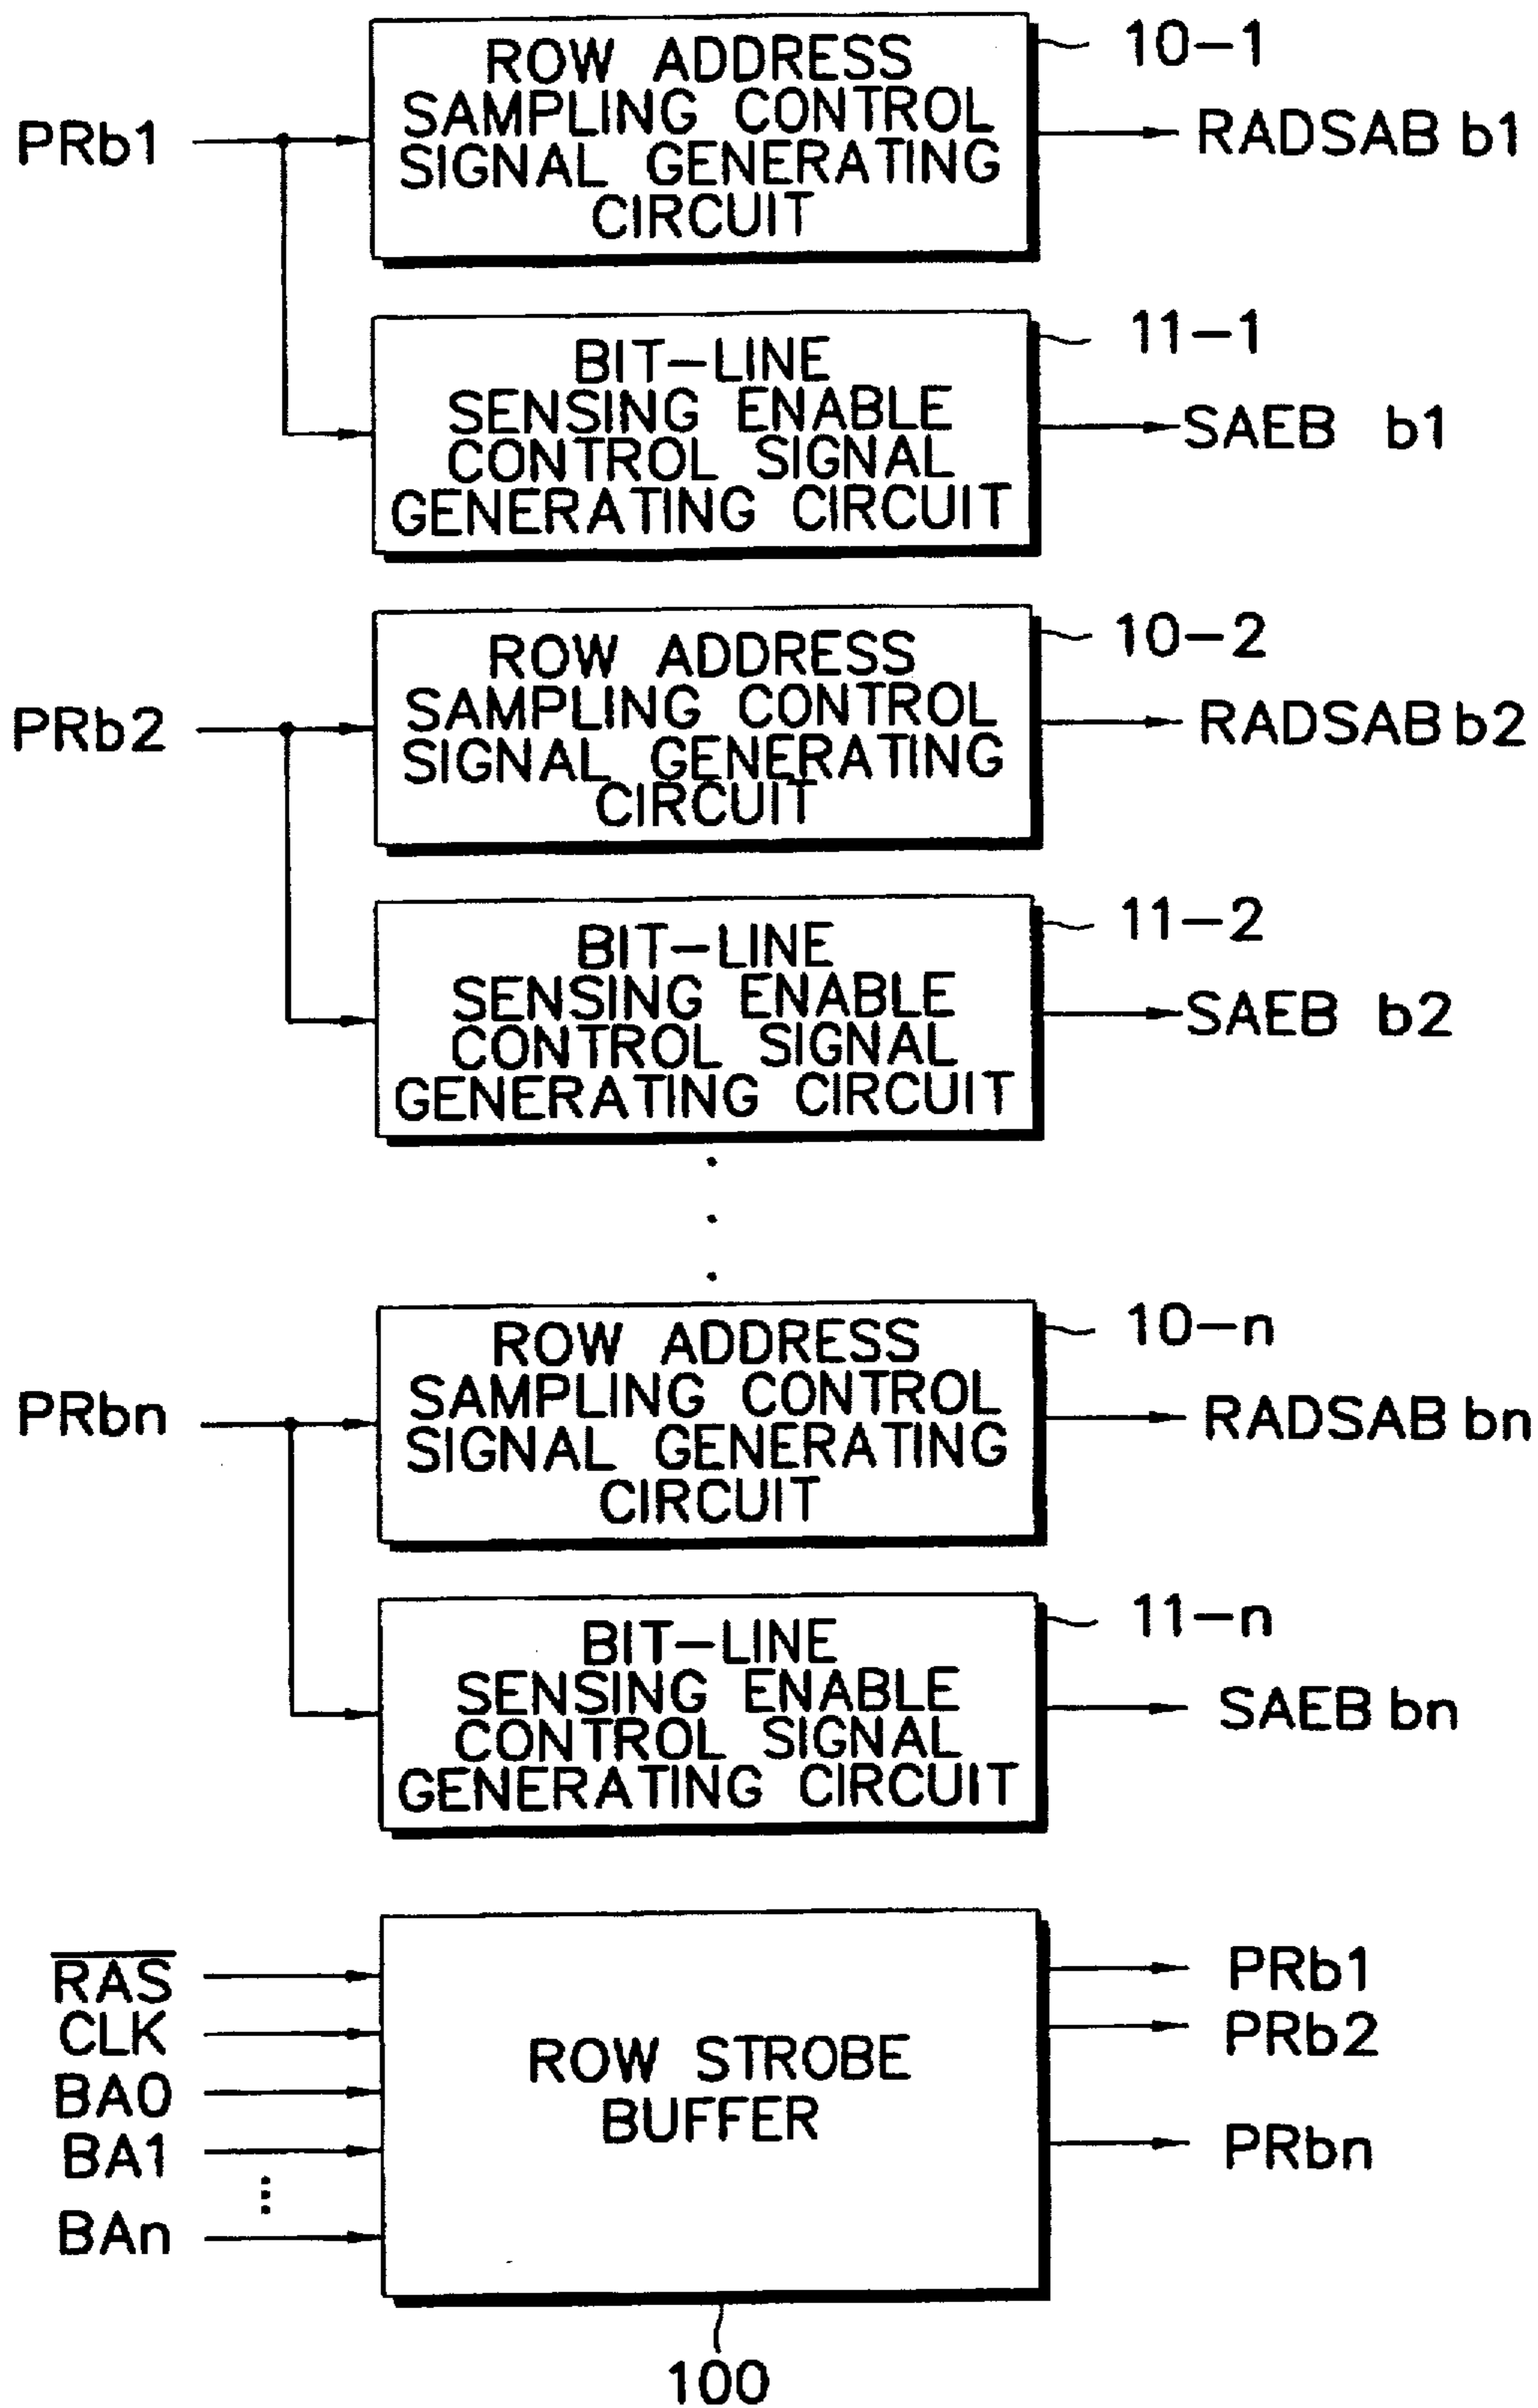 ROW ADDRESS
SAMPLING CONTROL
SIGNAL GENERATING
CIRCUIT
10-1
PRb1
RADSAB b1
BIT-LINE
SENSING ENABLE
CONTROL SIGNAL
GENERATING CIRCUIT
11-1
SAEB b1
ROW ADDRESS
SAMPLING CONTROL
SIGNAL GENERATING
CIRCUIT
10-2
PRb2
RADSAB b2
BIT-LINE
SENSING ENABLE
CONTROL SIGNAL
GENERATING CIRCUIT
11-2
SAEB b2
ROW ADDRESS
SAMPLING CONTROL
SIGNAL GENERATING
CIRCUIT
10-n
PRbn
RADSAB bn
BIT-LINE
SENSING ENABLE
CONTROL SIGNAL
GENERATING CIRCUIT
11-n
SAEB bn
R̅A̅S̅
CLK
BA0
BA1
BAn
ROW STROBE
BUFFER
PRb1
PRb2
PRbn
100